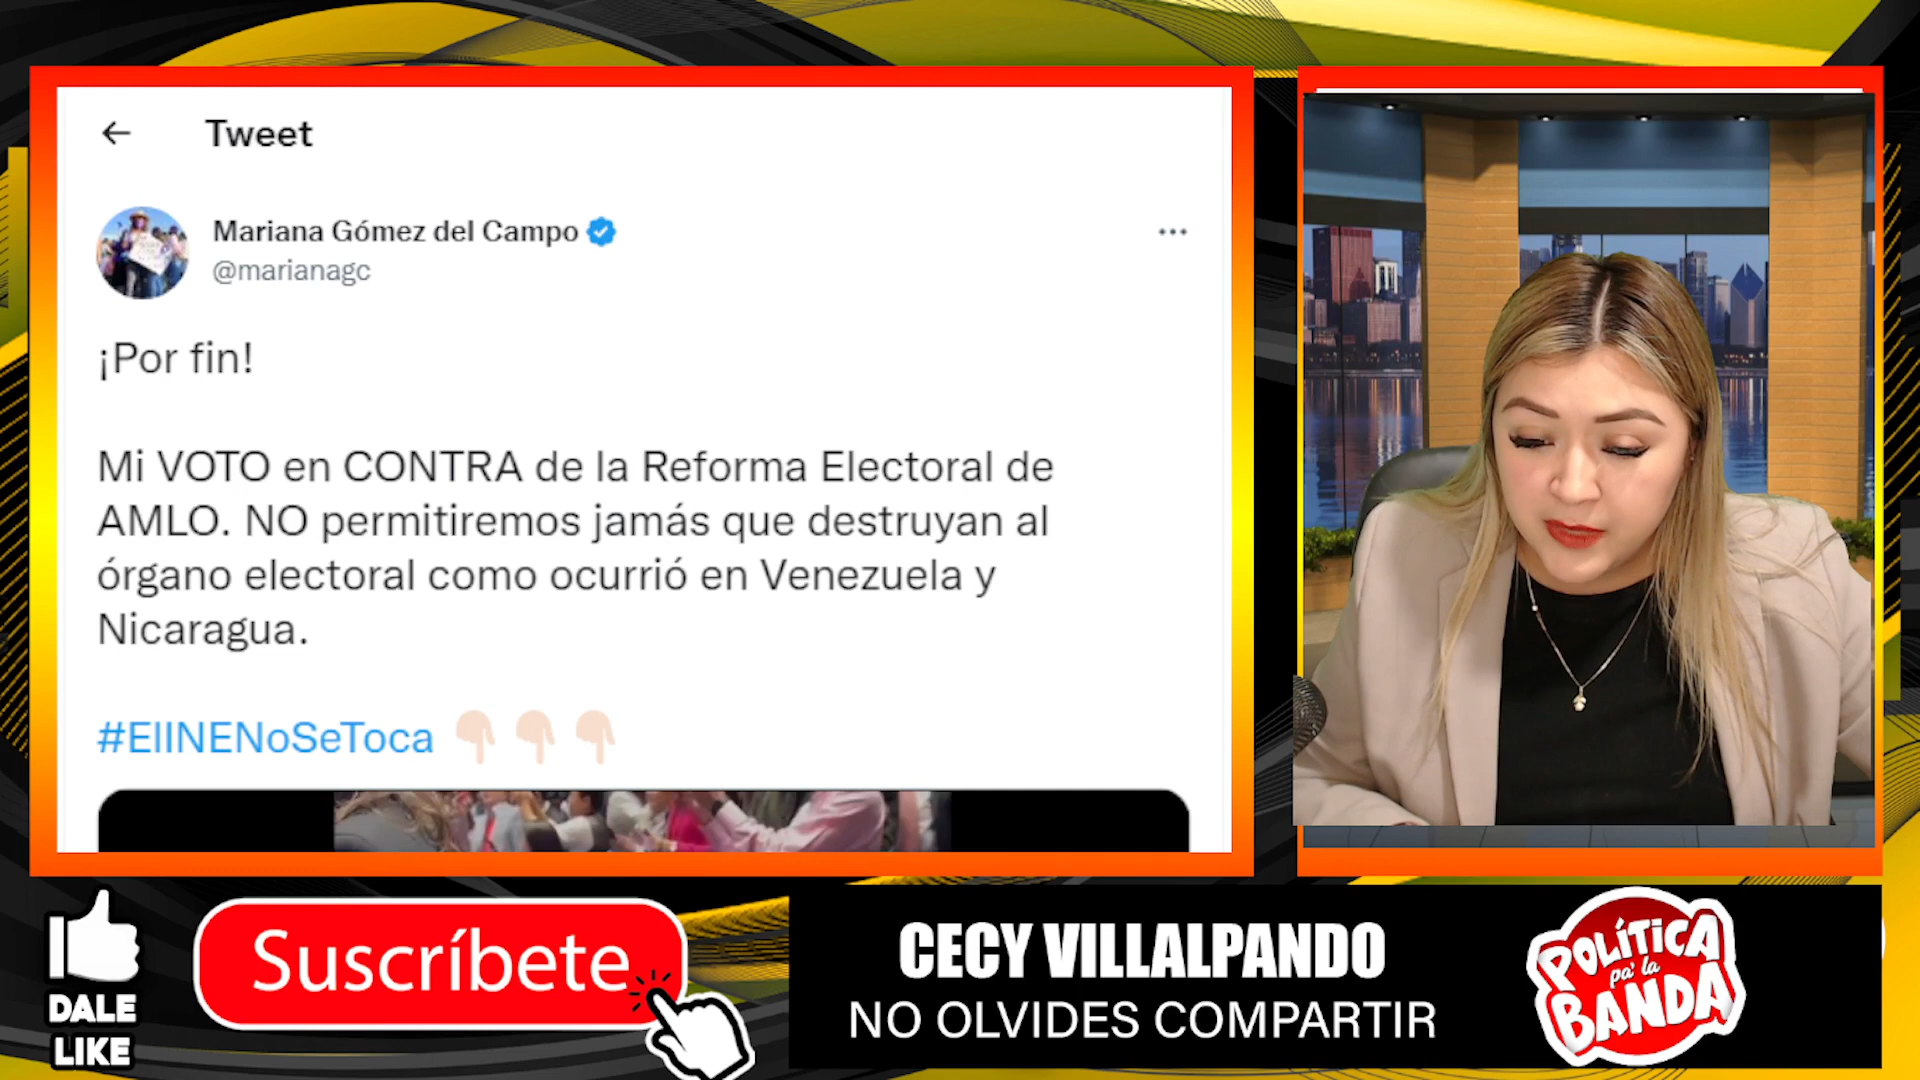 Tweet
Mariana Gómez del Campo
@marianagc
¡Por fin!
Mi VOTO en CONTRA de la Reforma Electoral de
AMLO. NO permitiremos jamás que destruyan al
órgano electoral como ocurrió en Venezuela y
Nicaragua.
#ElINENoSeToca
DALE
LIKE
Suscríbete
CECY VILLALPANDO
NO OLVIDES COMPARTIR
POLÍTICA
pa' la
BANDA